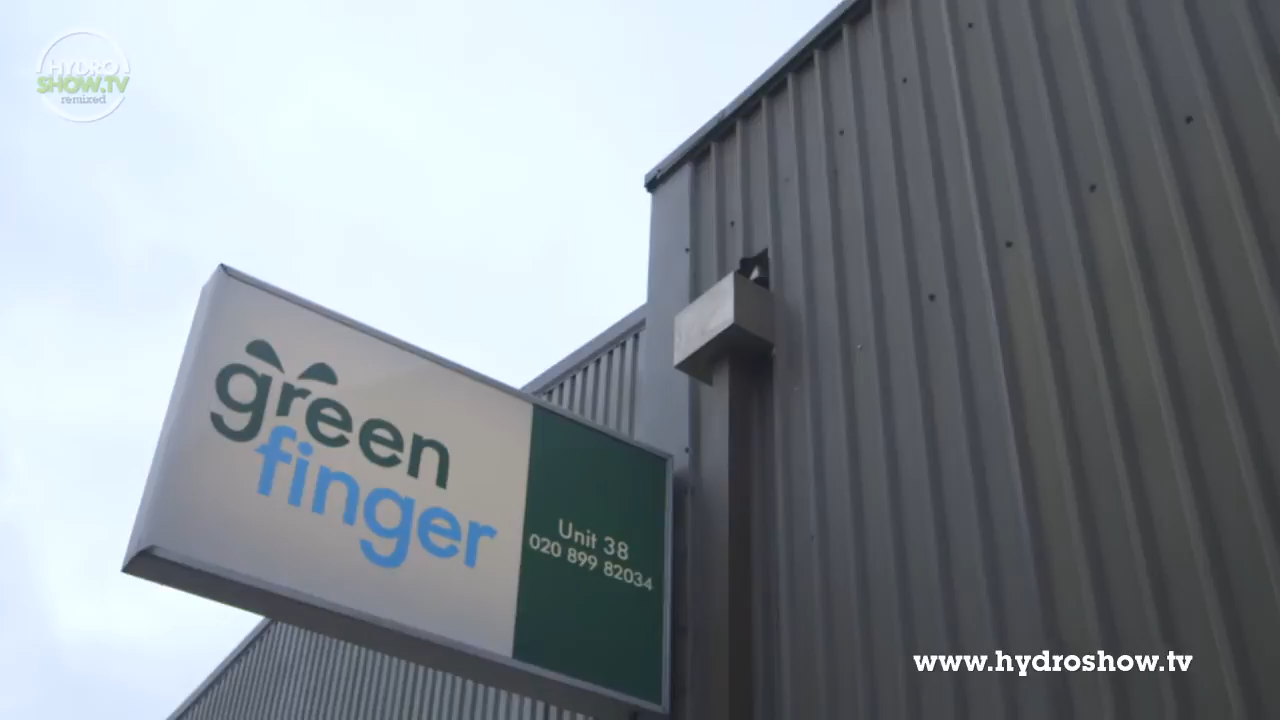 HYDRO
SHOW.TV
remixed
green
finger
Unit 38
020 899 82034
www.hydroshow.tv